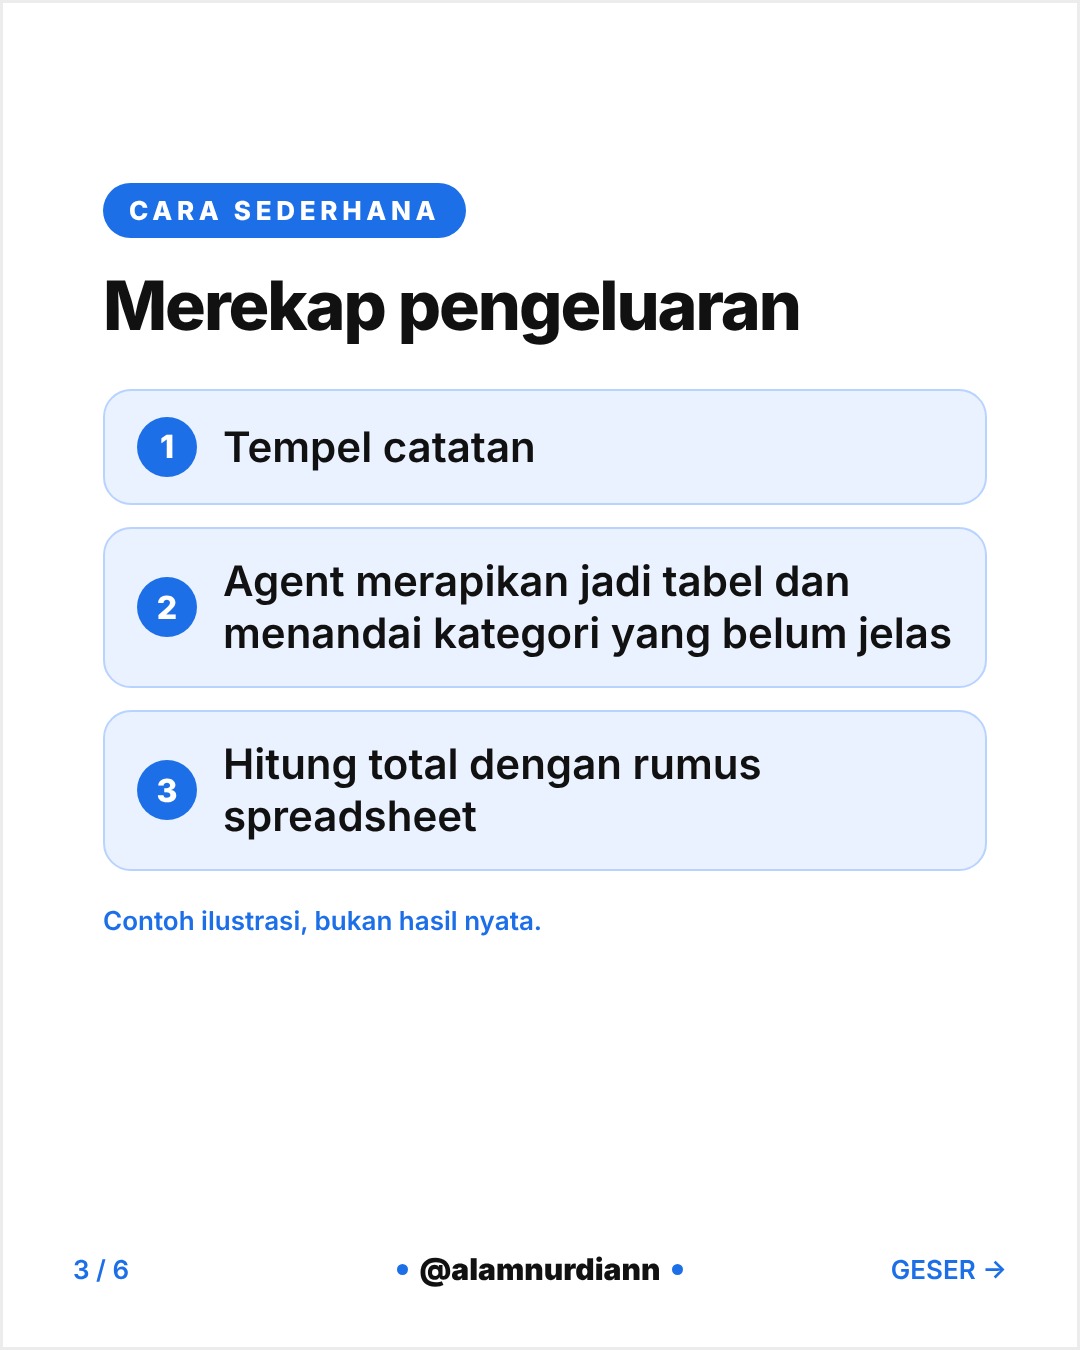 CARA SEDERHANA
Merekap pengeluaran
1 Tempel catatan
2 Agent merapikan jadi tabel dan
menandai kategori yang belum jelas
3 Hitung total dengan rumus
spreadsheet
Contoh ilustrasi, bukan hasil nyata.
3 / 6 • @alamnurdiann • GESER →